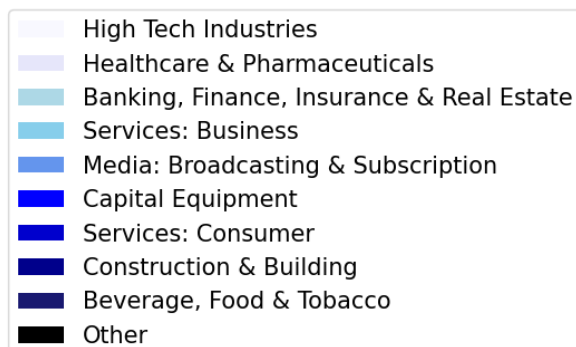 High Tech Industries
Healthcare & Pharmaceuticals
Banking, Finance, Insurance & Real Estate
Services: Business
Media: Broadcasting & Subscription
Capital Equipment
Services: Consumer
Construction & Building
Beverage, Food & Tobacco
Other